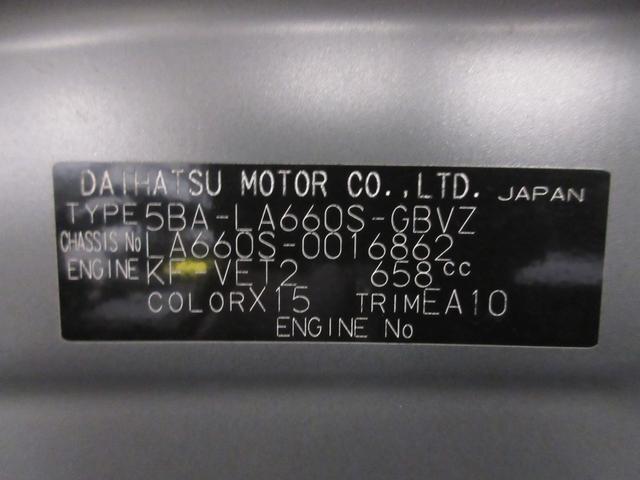 DAIHATSU MOTOR CO.,LTD. JAPAN
TYPE 5BA-LA660S-GBVZ
CHASSIS No LA660S-0016862
ENGINE KF-VET2 658cc
COLOR X15 TRIM EA10
ENGINE No